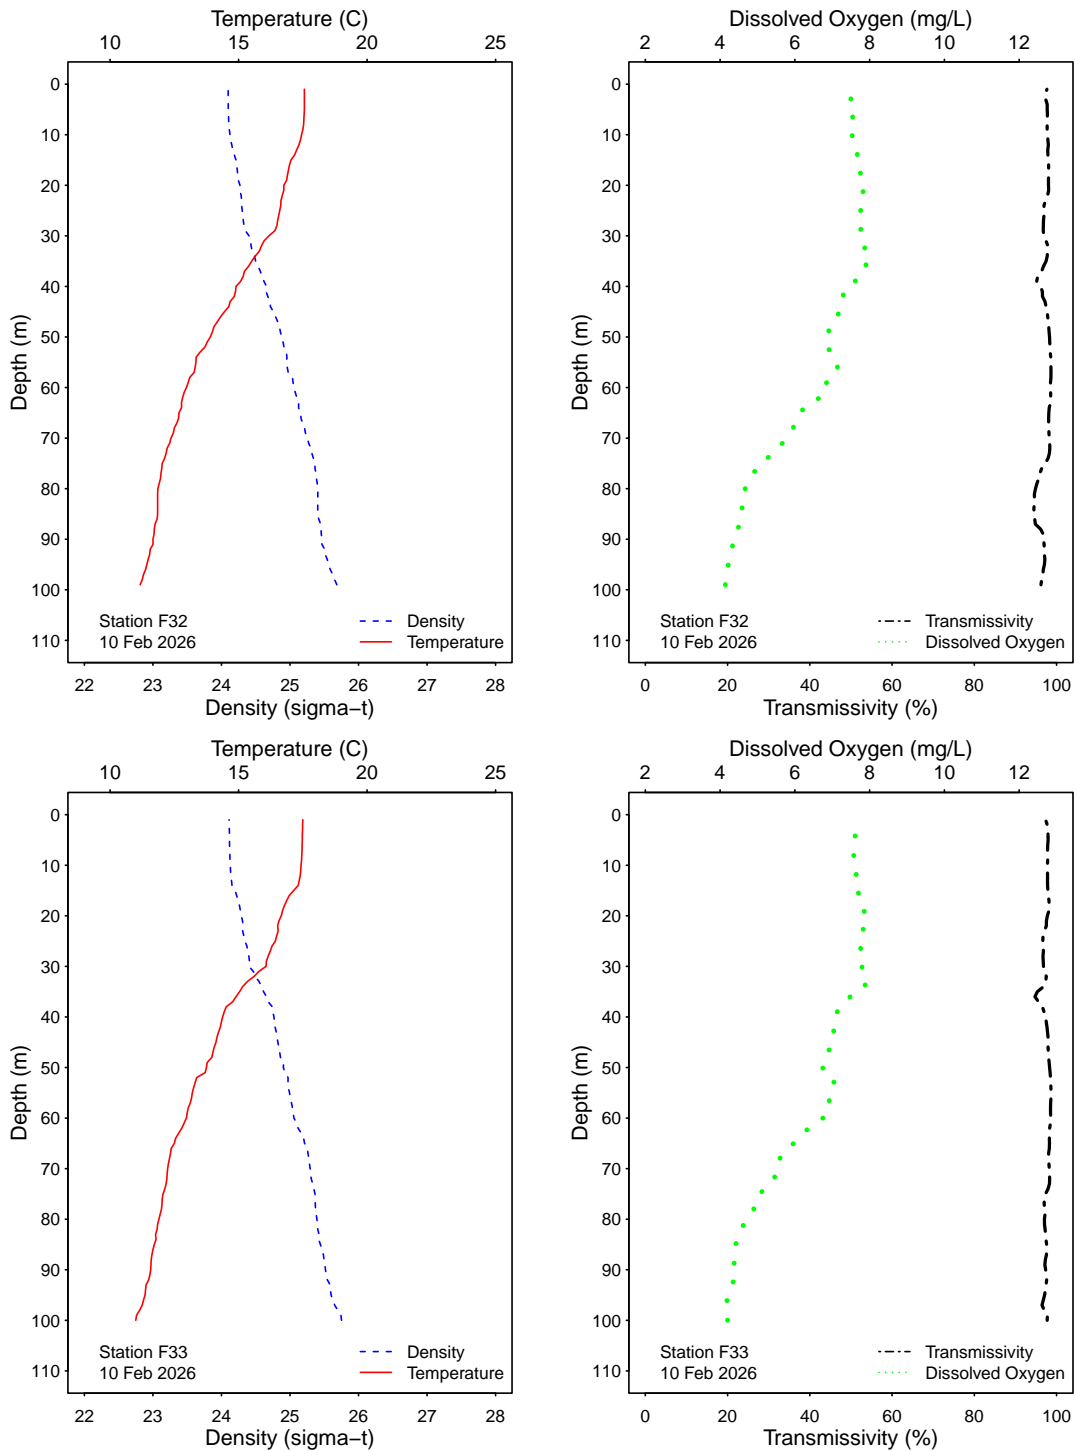 Temperature (C)
10 15 20 25
0
10
20
30
40
50
60
70
80
90
100
110
Depth (m)
Station F32
10 Feb 2026
Density
Temperature
22 23 24 25 26 27 28
Density (sigma−t)
Dissolved Oxygen (mg/L)
2 4 6 8 10 12
0
10
20
30
40
50
60
70
80
90
100
110
Depth (m)
Station F32
10 Feb 2026
Transmissivity
Dissolved Oxygen
0 20 40 60 80 100
Transmissivity (%)
Temperature (C)
10 15 20 25
0
10
20
30
40
50
60
70
80
90
100
110
Depth (m)
Station F33
10 Feb 2026
Density
Temperature
22 23 24 25 26 27 28
Density (sigma−t)
Dissolved Oxygen (mg/L)
2 4 6 8 10 12
0
10
20
30
40
50
60
70
80
90
100
110
Depth (m)
Station F33
10 Feb 2026
Transmissivity
Dissolved Oxygen
0 20 40 60 80 100
Transmissivity (%)